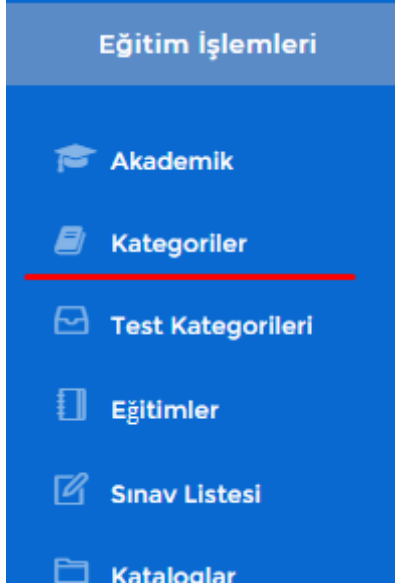 Eğitim İşlemleri
Akademik
Kategoriler
Test Kategorileri
Eğitimler
Sınav Listesi
Kataloglar